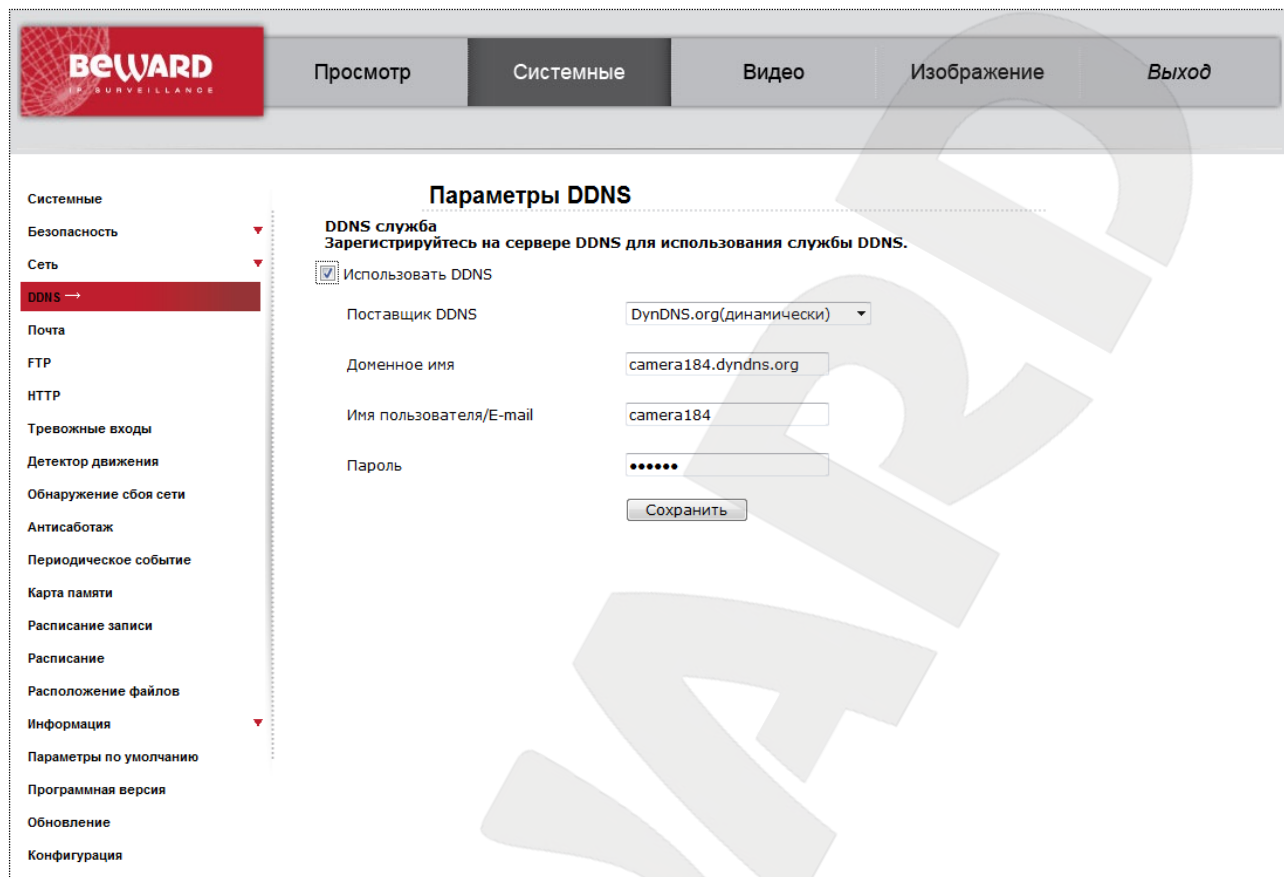 BEWARD
IP SURVEILLANCE
Просмотр
Системные
Видео
Изображение
Выход
Системные
Безопасность
Сеть
DDNS →
Почта
FTP
HTTP
Тревожные входы
Детектор движения
Обнаружение сбоя сети
Антисаботаж
Периодическое событие
Карта памяти
Расписание записи
Расписание
Расположение файлов
Информация
Параметры по умолчанию
Программная версия
Обновление
Конфигурация
Параметры DDNS
DDNS служба
Зарегистрируйтесь на сервере DDNS для использования службы DDNS.
Использовать DDNS
Поставщик DDNS
DynDNS.org(динамически)
Доменное имя
camera184.dyndns.org
Имя пользователя/E-mail
camera184
Пароль
••••••
Сохранить
WARD